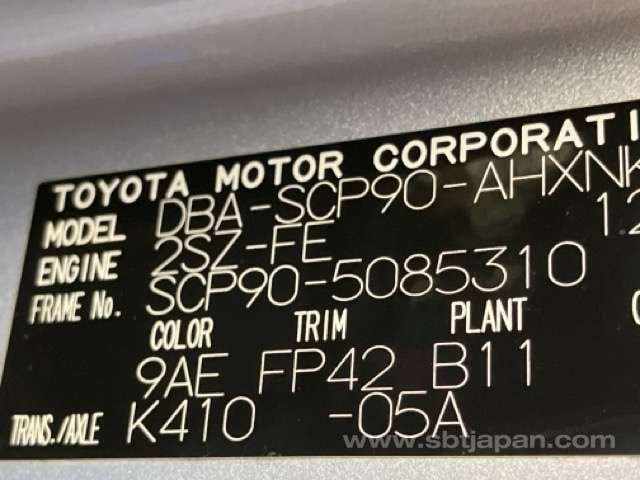 TOYOTA MOTOR CORPORATI
MODEL DBA-SCP90-AHXNK
ENGINE 2SZ-FE 12
FRAME No. SCP90-5085310
COLOR TRIM PLANT
9AE FP42 B11
TRANS./AXLE K410 -05A
www.sbtjapan.com